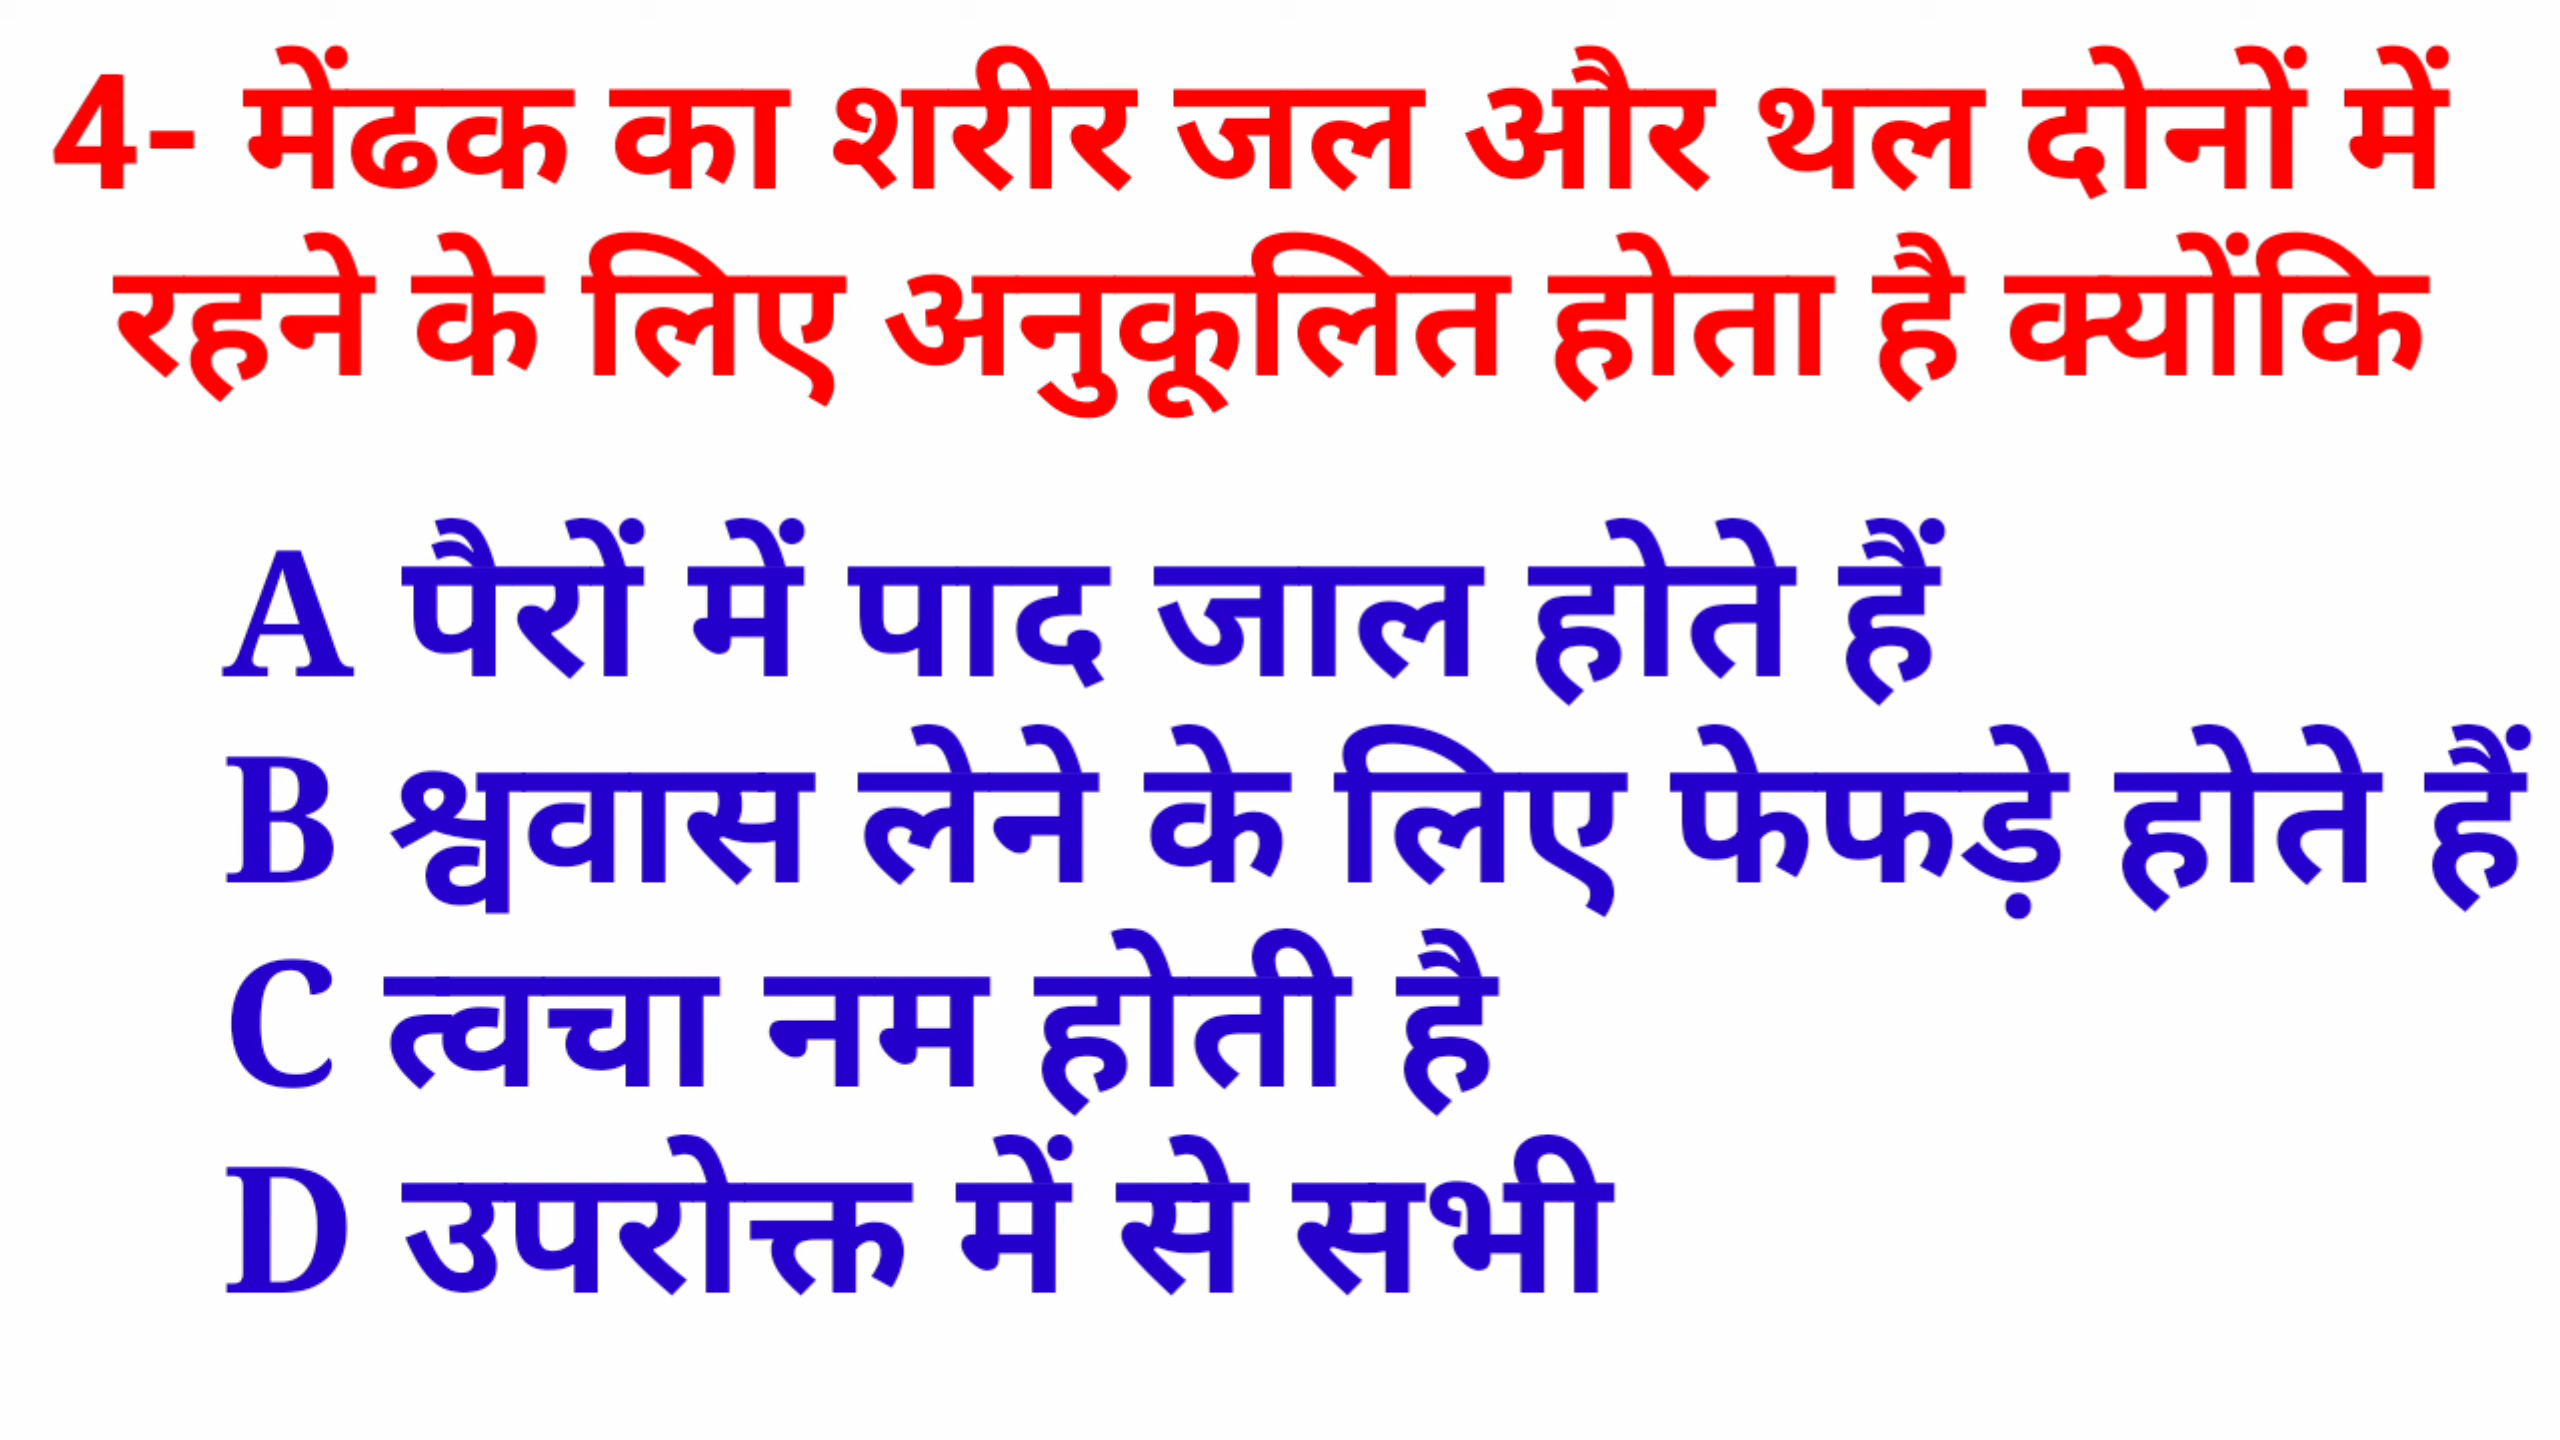 4- मेंढक का शरीर जल और थल दोनों में
रहने के लिए अनुकूलित होता है क्योंकि
A पैरों में पाद जाल होते हैं
B श्ववास लेने के लिए फेफड़े होते हैं
C त्वचा नम होती है
D उपरोक्त में से सभी